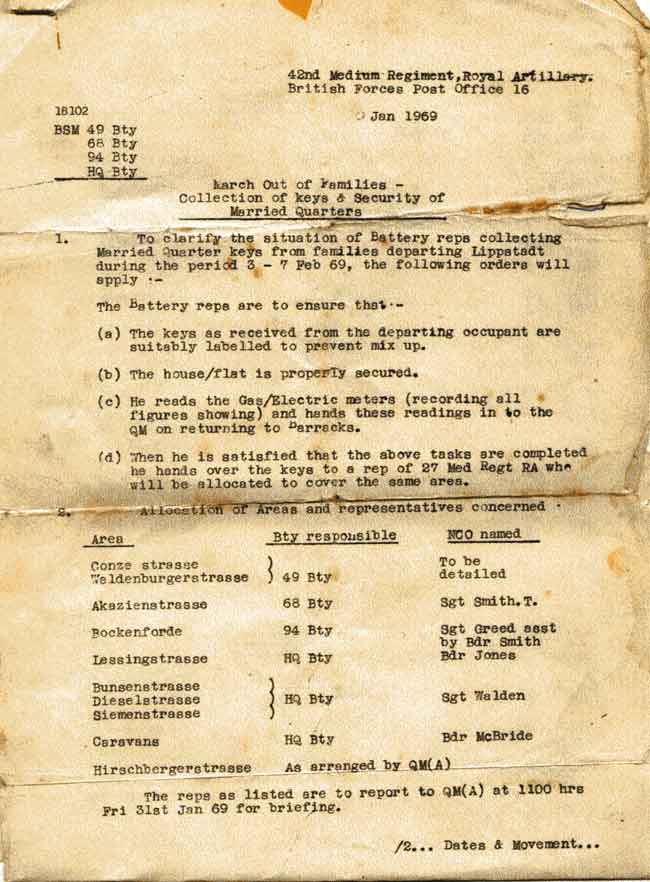 42nd Medium Regiment, Royal Artillery.
British Forces Post Office 16
18102
Jan 1969
BSM 49 Bty
68 Bty
94 Bty
HQ Bty
March Out of Families -
Collection of keys & Security of
Married Quarters
1. To clarify the situation of Battery reps collecting
Married Quarter keys from families departing Lippstadt
during the period 3 - 7 Feb 69, the following orders will
apply :-
The Battery reps are to ensure that:-
(a) The keys as received from the departing occupant are
suitably labelled to prevent mix up.
(b) The house/flat is properly secured.
(c) He reads the Gas/Electric meters (recording all
figures showing) and hands these readings in to the
QM on returning to Barracks.
(d) When he is satisfied that the above tasks are completed
he hands over the keys to a rep of 27 Med Regt RA who
will be allocated to cover the same area.
2. Allocation of Areas and representatives concerned :
Area Bty responsible NCO named
Conze strasse To be
Waldenburgerstrasse ) 49 Bty detailed
Akazienstrasse 68 Bty Sgt Smith.T.
Bockenforde 94 Bty Sgt Greed asst
by Bdr Smith
Lessingstrasse HQ Bty Bdr Jones
Bunsenstrasse
Dieselstrasse ) HQ Bty Sgt Walden
Siemenstrasse
Caravans HQ Bty Bdr McBride
Hirschbergerstrasse As arranged by QM(A)
The reps as listed are to report to QM(A) at 1100 hrs
Fri 31st Jan 69 for briefing.
/2... Dates & Movement...